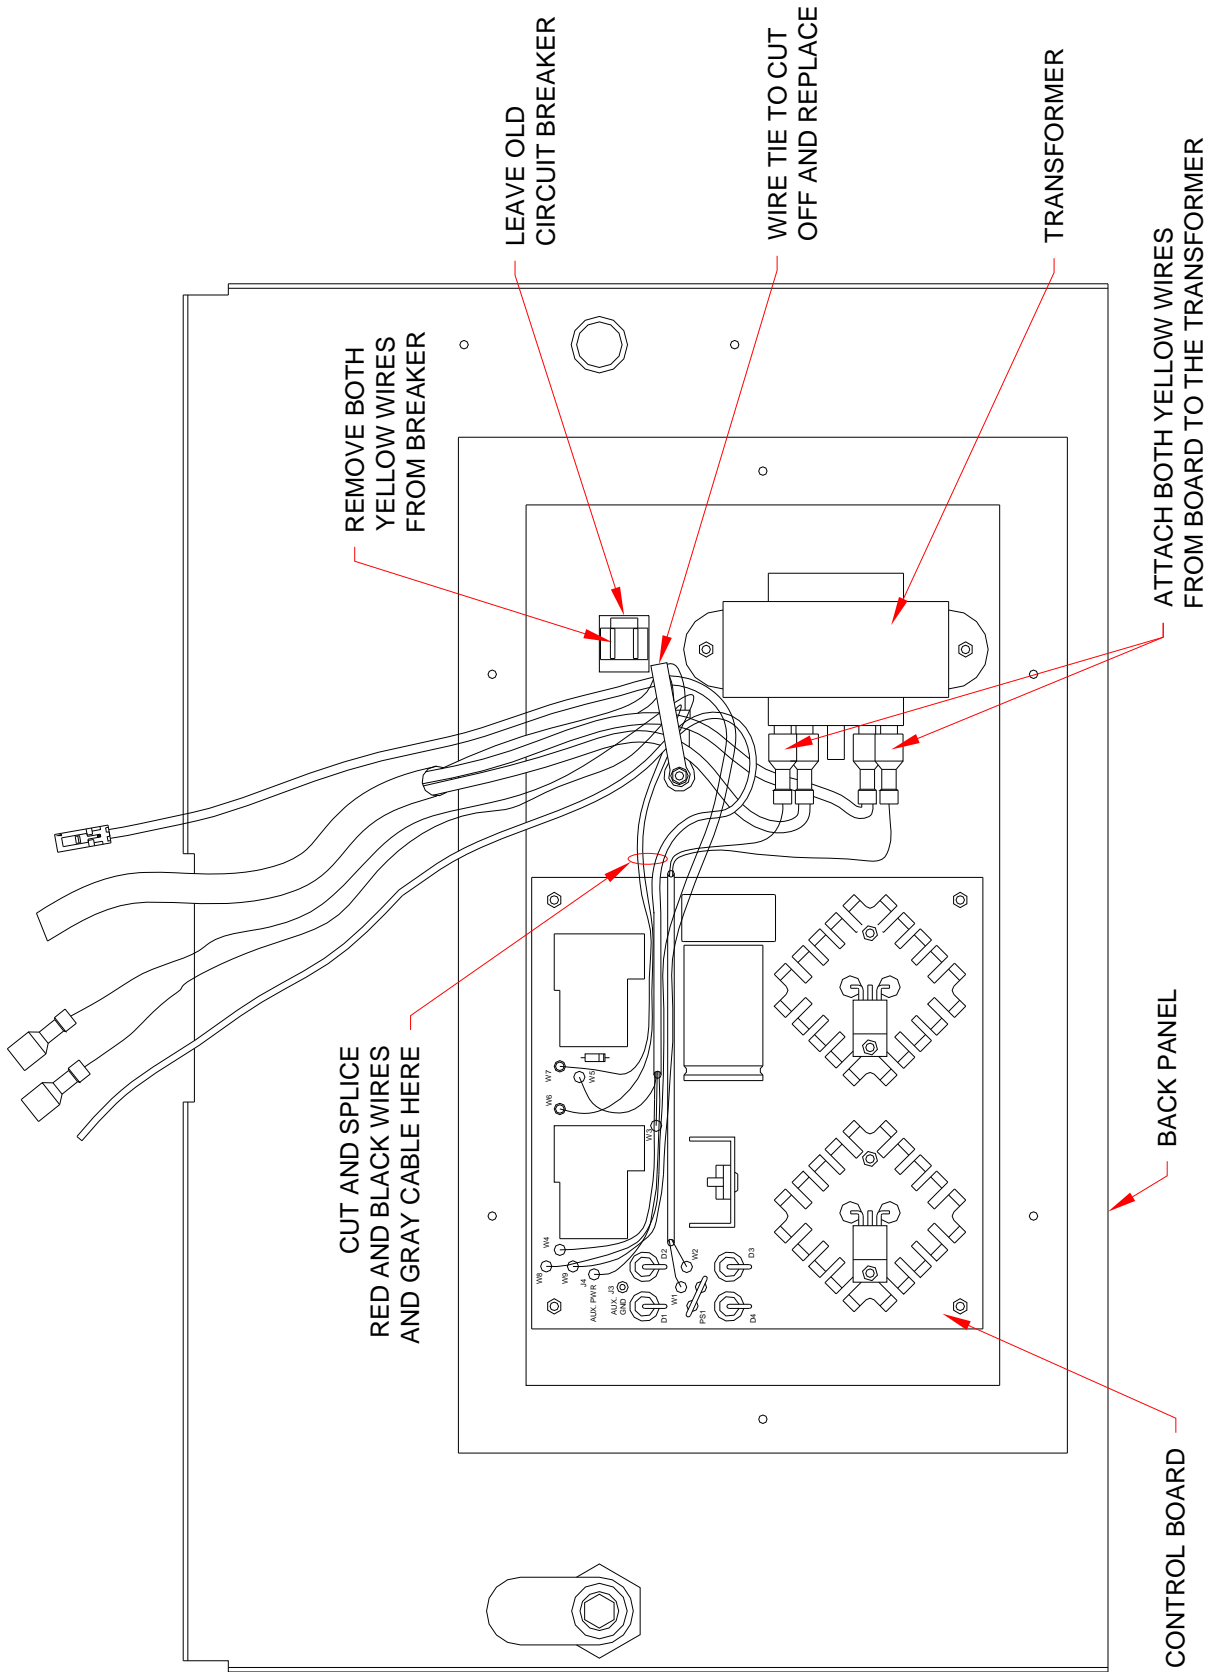 LEAVE OLD
CIRCUIT BREAKER
WIRE TIE TO CUT
OFF AND REPLACE
TRANSFORMER
ATTACH BOTH YELLOW WIRES
FROM BOARD TO THE TRANSFORMER
REMOVE BOTH
YELLOW WIRES
FROM BREAKER
CUT AND SPLICE
RED AND BLACK WIRES
AND GRAY CABLE HERE
BACK PANEL
CONTROL BOARD
W7
W5
W6
W3
W4
W8
W9
J4
AUX. PWR
J3
AUX.
GND
D2
D1
W2
W1
PS1
D3
D4